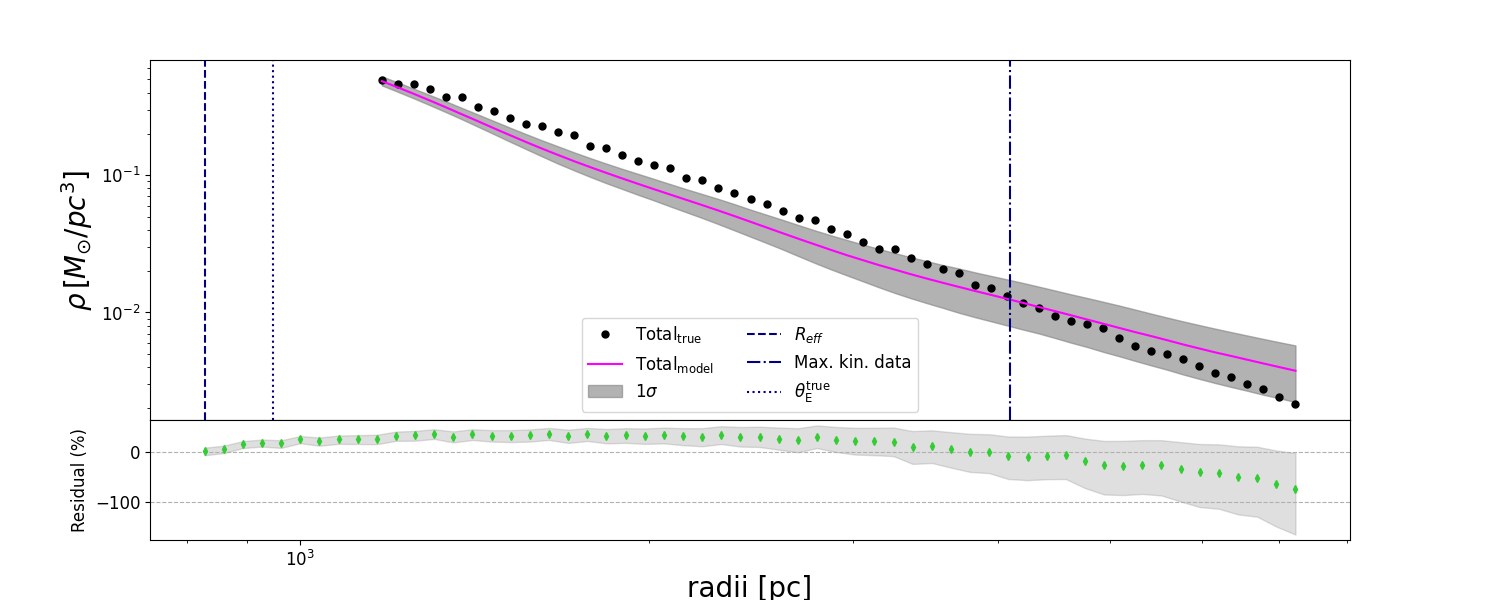 ρ [M⊙/pc³]
10⁻¹
10⁻²
Total_true
Total_model
1σ
R_eff
Max. kin. data
θ_E^true
Residual (%)
0
−100
10³
radii [pc]